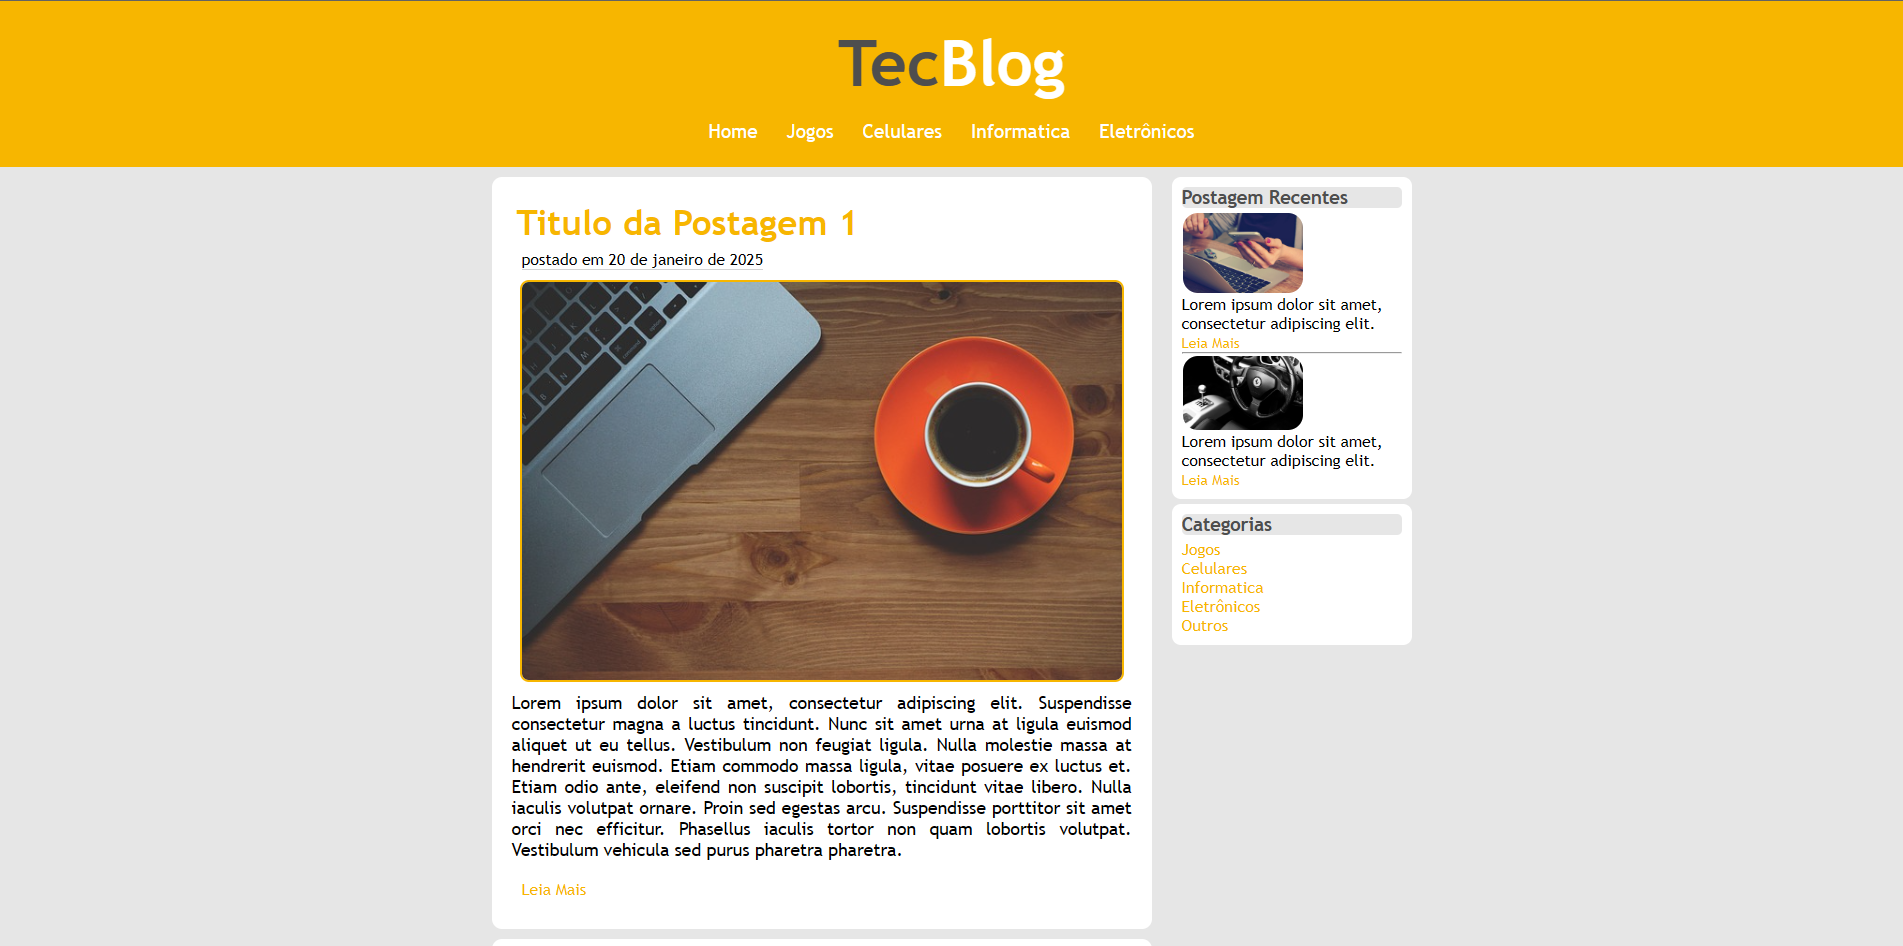 TecBlog
Home Jogos Celulares Informatica Eletrônicos
Titulo da Postagem 1
postado em 20 de janeiro de 2025
Lorem ipsum dolor sit amet, consectetur adipiscing elit. Suspendisse
consectetur magna a luctus tincidunt. Nunc sit amet urna at ligula euismod
aliquet ut eu tellus. Vestibulum non feugiat ligula. Nulla molestie massa at
hendrerit euismod. Etiam commodo massa ligula, vitae posuere ex luctus et.
Etiam odio ante, eleifend non suscipit lobortis, tincidunt vitae libero. Nulla
iaculis volutpat ornare. Proin sed egestas arcu. Suspendisse porttitor sit amet
orci nec efficitur. Phasellus iaculis tortor non quam lobortis volutpat.
Vestibulum vehicula sed purus pharetra pharetra.
Leia Mais
Postagem Recentes
Lorem ipsum dolor sit amet,
consectetur adipiscing elit.
Leia Mais
Lorem ipsum dolor sit amet,
consectetur adipiscing elit.
Leia Mais
Categorias
Jogos
Celulares
Informatica
Eletrônicos
Outros